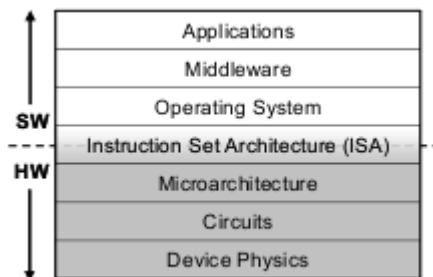 Applications
Middleware
Operating System
SW
Instruction Set Architecture (ISA)
HW
Microarchitecture
Circuits
Device Physics